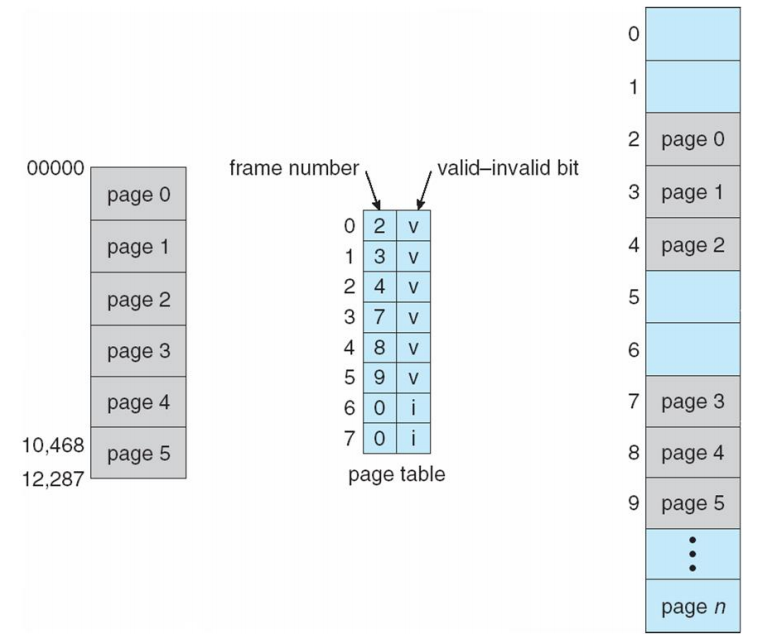 00000
page 0
page 1
page 2
page 3
page 4
10,468
page 5
12,287
frame number
valid–invalid bit
0 2 v
1 3 v
2 4 v
3 7 v
4 8 v
5 9 v
6 0 i
7 0 i
page table
0
1
2 page 0
3 page 1
4 page 2
5
6
7 page 3
8 page 4
9 page 5
page n